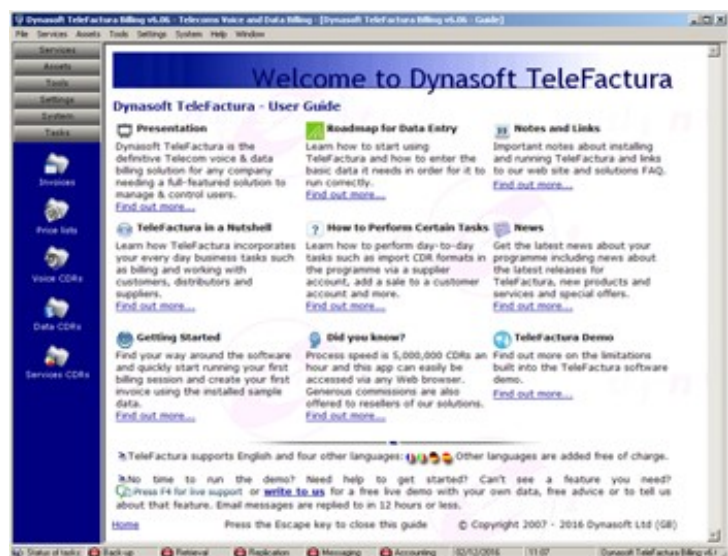 Dynasoft TeleFactura Billing v6.06 - Telecoms Voice and Data Billing - [Dynasoft TeleFactura Billing v6.06 - Guide]
File Services Assets Tools Settings System Help Window
Services
Assets
Tools
Settings
System
Tasks
Invoices
Price lists
Voice CDRs
Data CDRs
Services CDRs
Welcome to Dynasoft TeleFactura
Dynasoft TeleFactura - User Guide
Presentation
Dynasoft TeleFactura is the
definitive Telecom voice & data
billing solution for any company
needing a full-featured solution to
manage & control users.
Find out more...
Roadmap for Data Entry
Learn how to start using
TeleFactura and how to enter the
basic data it needs in order for it to
run correctly.
Find out more...
Notes and Links
Important notes about installing
and running TeleFactura and links
to our web site and solutions FAQ.
Find out more...
TeleFactura in a Nutshell
Learn how TeleFactura incorporates
your every day business tasks such
as billing and working with
customers, distributors and
suppliers.
Find out more...
How to Perform Certain Tasks
Learn how to perform day-to-day
tasks such as import CDR formats in
the programme via a supplier
account, add a sale to a customer
account and more.
Find out more...
News
Get the latest news about your
programme including news about
the latest releases for
TeleFactura, new products and
services and special offers.
Find out more...
Getting Started
Find your way around the software
and quickly start running your first
billing session and create your first
invoice using the installed sample
data.
Find out more...
Did you know?
Process speed is 5,000,000 CDRs an
hour and this app can easily be
accessed via any Web browser.
Generous commissions are also
offered to resellers of our solutions.
Find out more...
TeleFactura Demo
Find out more on the limitations
built into the TeleFactura software
demo.
Find out more...
TeleFactura supports English and four other languages: Other languages are added free of charge.
No time to run the demo? Need help to get started? Can't see a feature you need?
Press F4 for live support or write to us for a free live demo with your own data, free advice or to tell us
about that feature. Email messages are replied to in 12 hours or less.
Home Press the Escape key to close this guide © Copyright 2007 - 2016 Dynasoft Ltd (GB)
Status of tasks: Back-up Retrieval Replication Messaging Accounting 02/12/2016 11:07 Dynasoft TeleFactura Billing